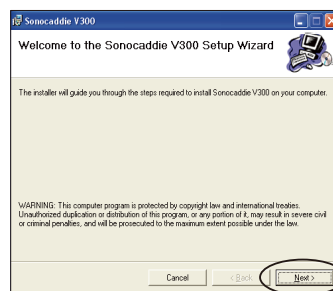 Sonocaddie V300
Welcome to the Sonocaddie V300 Setup Wizard
The installer will guide you through the steps required to install Sonocaddie V300 on your computer.
WARNING: This computer program is protected by copyright law and international treaties.
Unauthorized duplication or distribution of this program, or any portion of it, may result in severe civil
or criminal penalties, and will be prosecuted to the maximum extent possible under the law.
Cancel
< Back
Next >